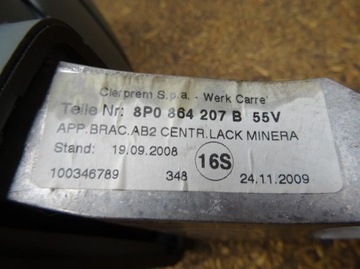 Cierprem S.p.a. - Werk Carre'
Teile Nr: 8P0 864 207 B 55V
APP.BRAC.AB2 CENTR.LACK MINERA
Stand: 19.09.2008
16S
100346789 348 24.11.2009